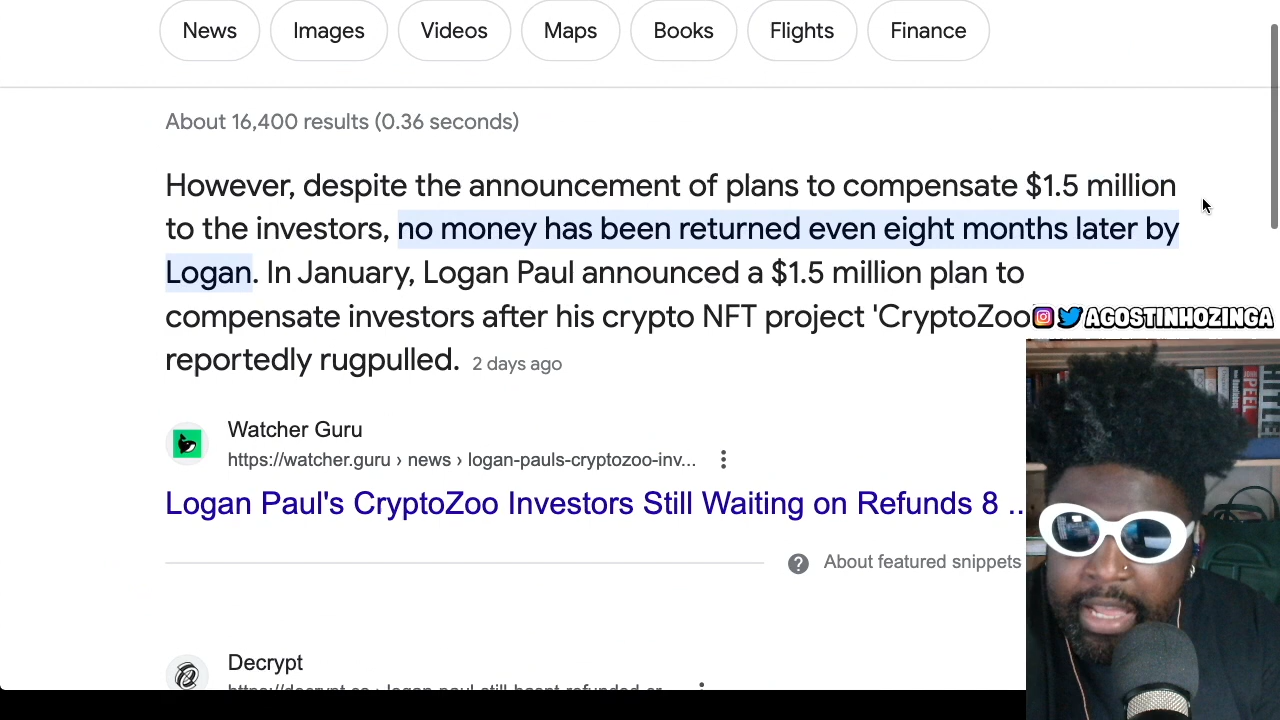 News Images Videos Maps Books Flights Finance
About 16,400 results (0.36 seconds)
However, despite the announcement of plans to compensate $1.5 million
to the investors, no money has been returned even eight months later by
Logan. In January, Logan Paul announced a $1.5 million plan to
compensate investors after his crypto NFT project 'CryptoZoo
reportedly rugpulled. 2 days ago
AGOSTINHOZINGA
Watcher Guru
https://watcher.guru › news › logan-pauls-cryptozoo-inv...
Logan Paul's CryptoZoo Investors Still Waiting on Refunds 8 ...
About featured snippets
PEEL
Decrypt